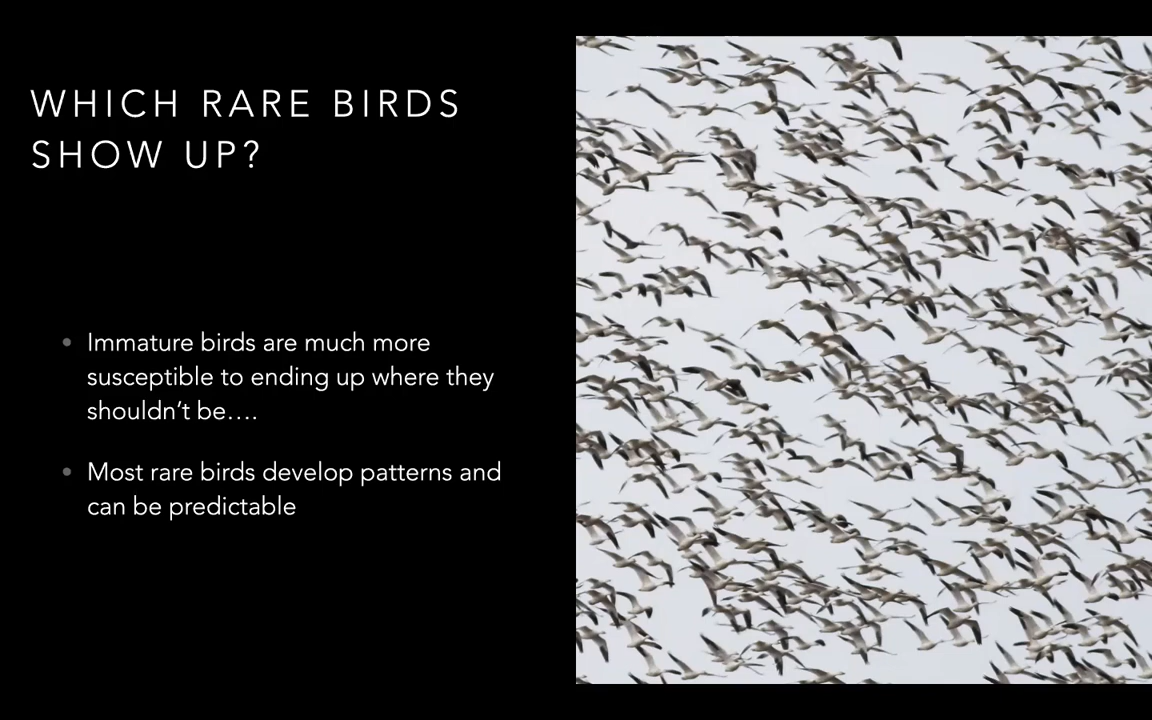 WHICH RARE BIRDS
SHOW UP?
• Immature birds are much more
susceptible to ending up where they
shouldn’t be….
• Most rare birds develop patterns and
can be predictable